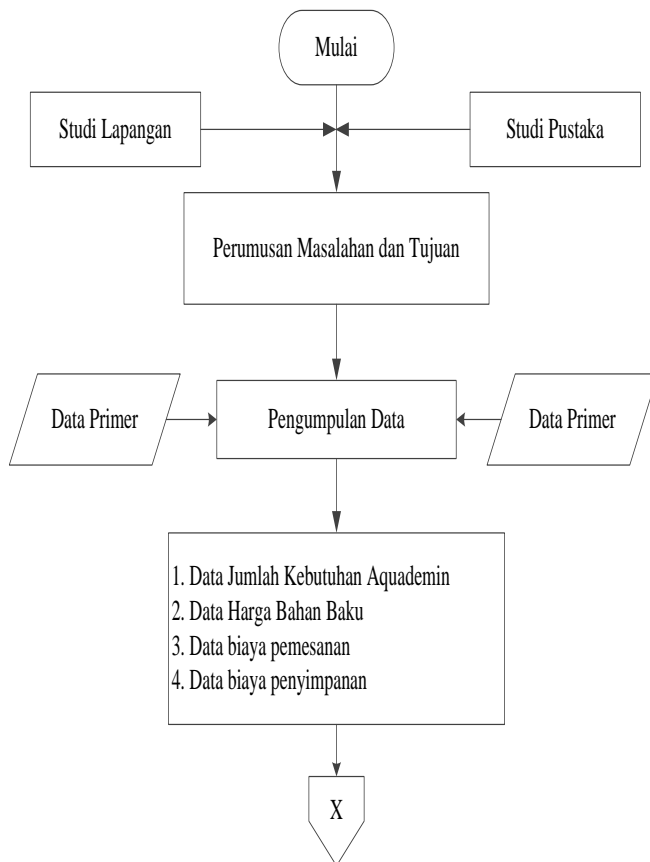 Mulai
Studi Lapangan
Studi Pustaka
Perumusan Masalahan dan Tujuan
Data Primer
Pengumpulan Data
Data Primer
1. Data Jumlah Kebutuhan Aquademin
2. Data Harga Bahan Baku
3. Data biaya pemesanan
4. Data biaya penyimpanan
X